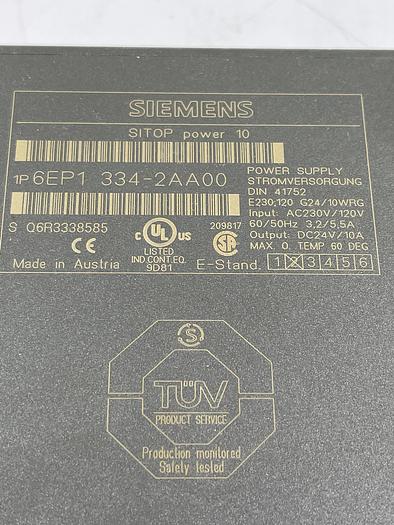 SIEMENS
SITOP power 10
1P 6EP1 334-2AA00
POWER SUPPLY
STROMVERSORGUNG
DIN 41752
E230;120 G24/10WRG
Input: AC230V/120V
60/50Hz 3,2/5,5A
Output: DC24V/10A
MAX. O. TEMP 60 DEG
S Q6R3338585
CE
Made in Austria
C UL US
LISTED
IND.CONT.EQ.
9D81
209817
SA
E-Stand. 1 2 3 4 5 6
S
TÜV
PRODUCT SERVICE
Production monitored
Safety tested